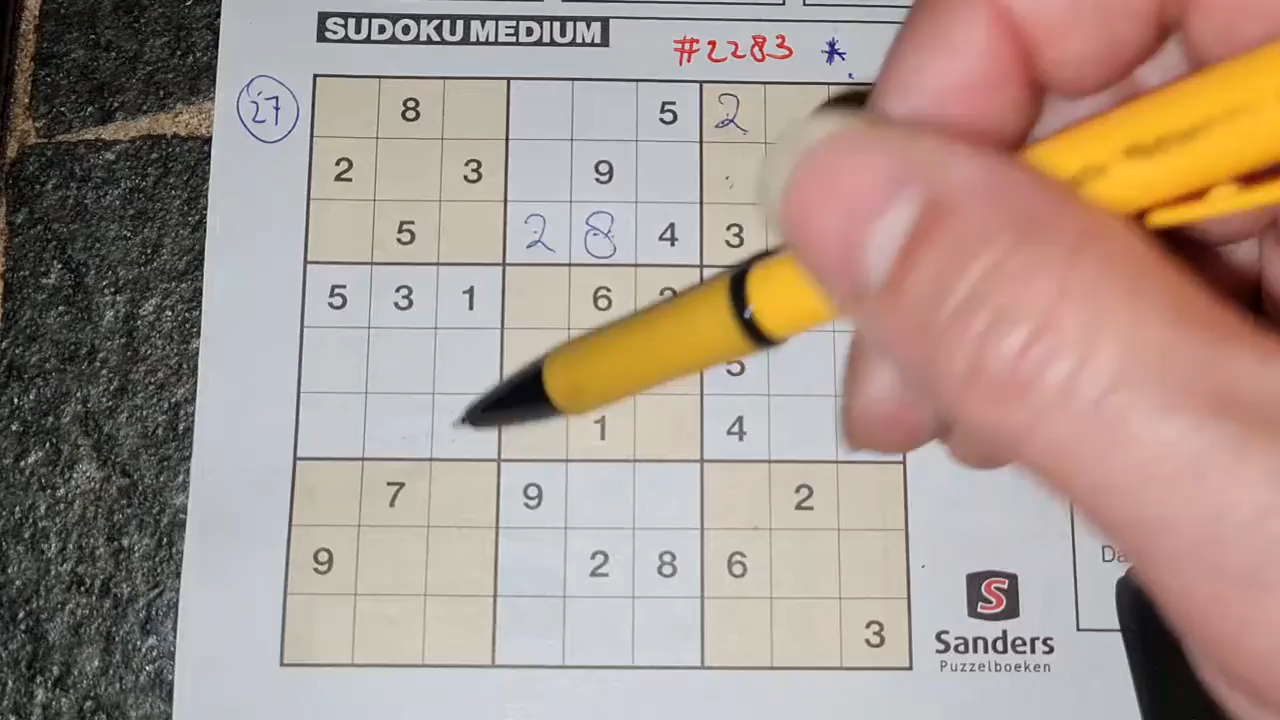 SUDOKU MEDIUM
#2283 *
27
8 5 2
2 3 9
5 2 8 4 3
5 3 1 6
5
1 4
7 9 2
9 2 8 6
3
S
Sanders
Puzzelboeken